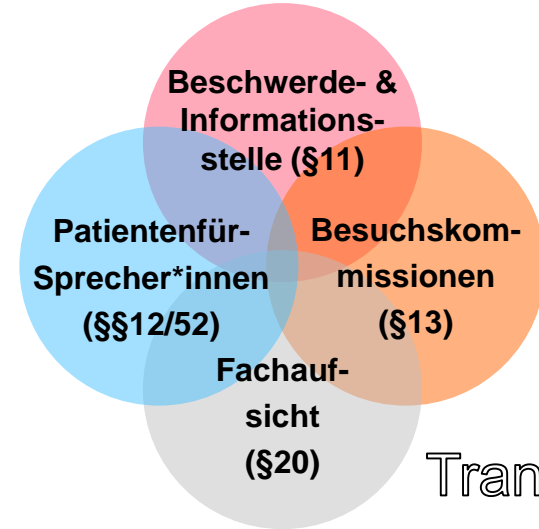 Beschwerde- &
Informations-
stelle (§11)
Patientenfür-
Sprecher*innen
(§§12/52)
Besuchskom-
missionen
(§13)
Fachauf-
sicht
(§20)
Tran